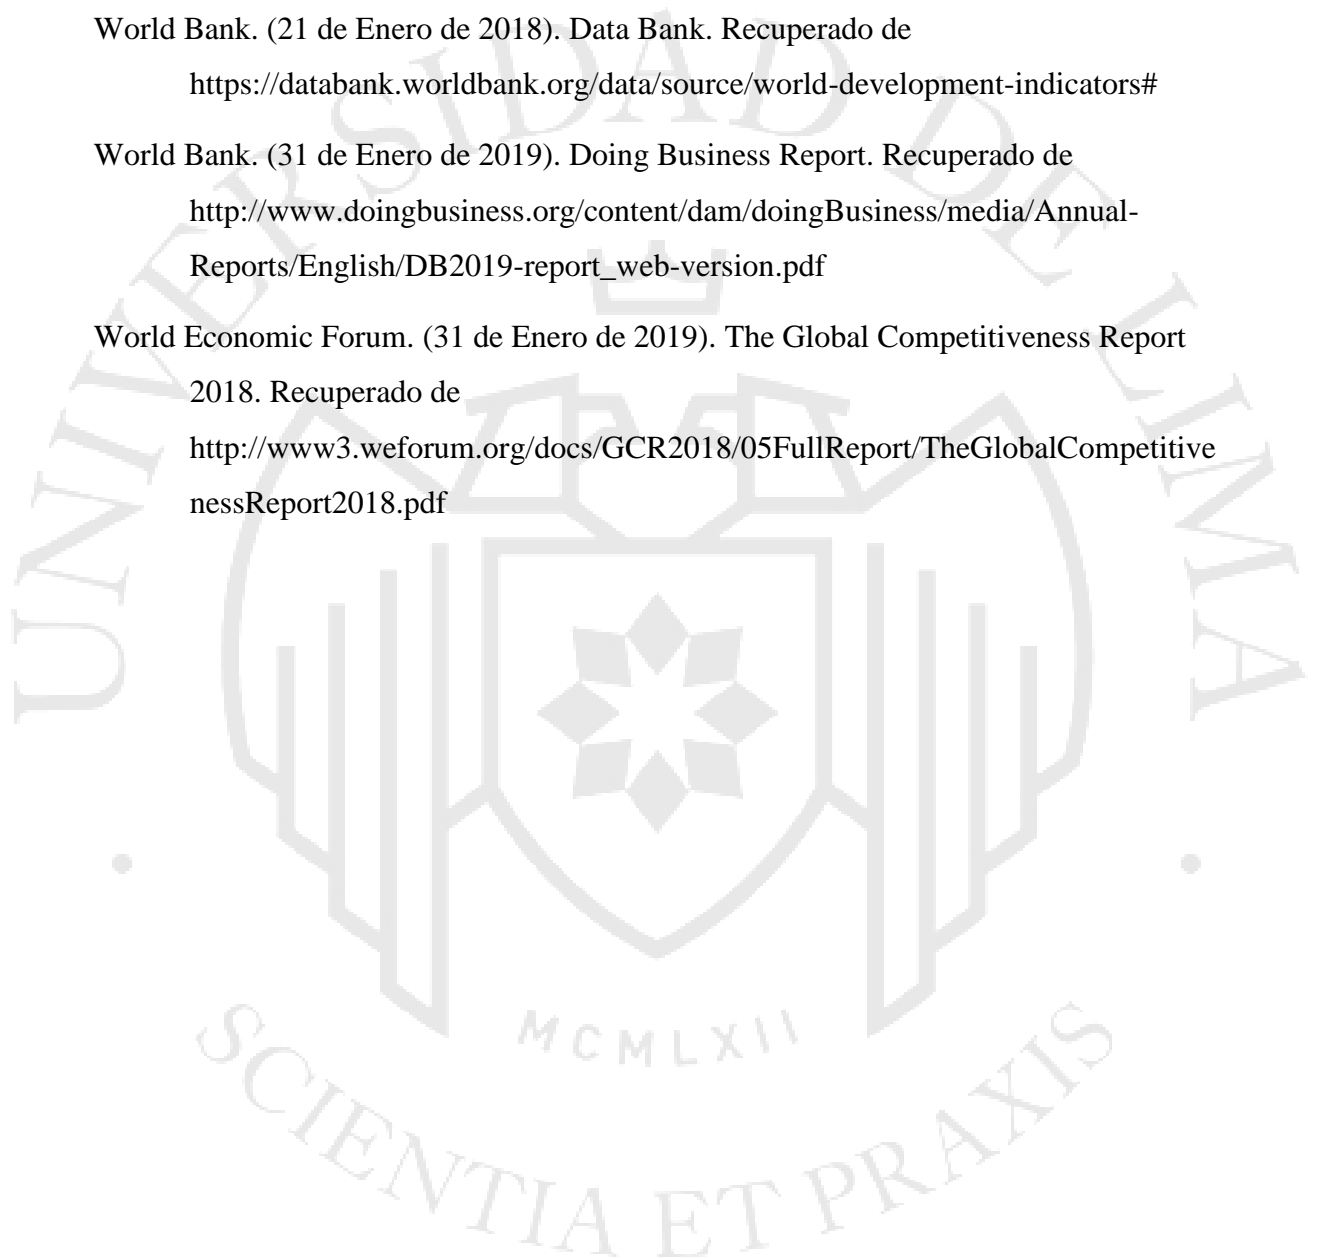 World Bank. (21 de Enero de 2018). Data Bank. Recuperado de
https://databank.worldbank.org/data/source/world-development-indicators#
World Bank. (31 de Enero de 2019). Doing Business Report. Recuperado de
http://www.doingbusiness.org/content/dam/doingBusiness/media/Annual-
Reports/English/DB2019-report_web-version.pdf
World Economic Forum. (31 de Enero de 2019). The Global Competitiveness Report
2018. Recuperado de
http://www3.weforum.org/docs/GCR2018/05FullReport/TheGlobalCompetitive
nessReport2018.pdf
UNIVERSIDAD DE LIMA
MCMLXII
SCIENTIA ET PRAXIS